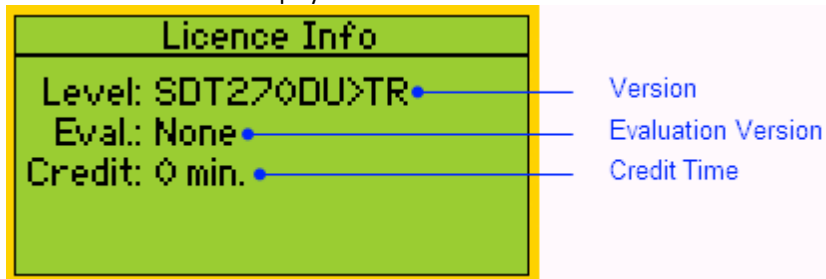 Licence Info
Level: SDT270DU>TR Version
Eval.: None Evaluation Version
Credit: 0 min. Credit Time